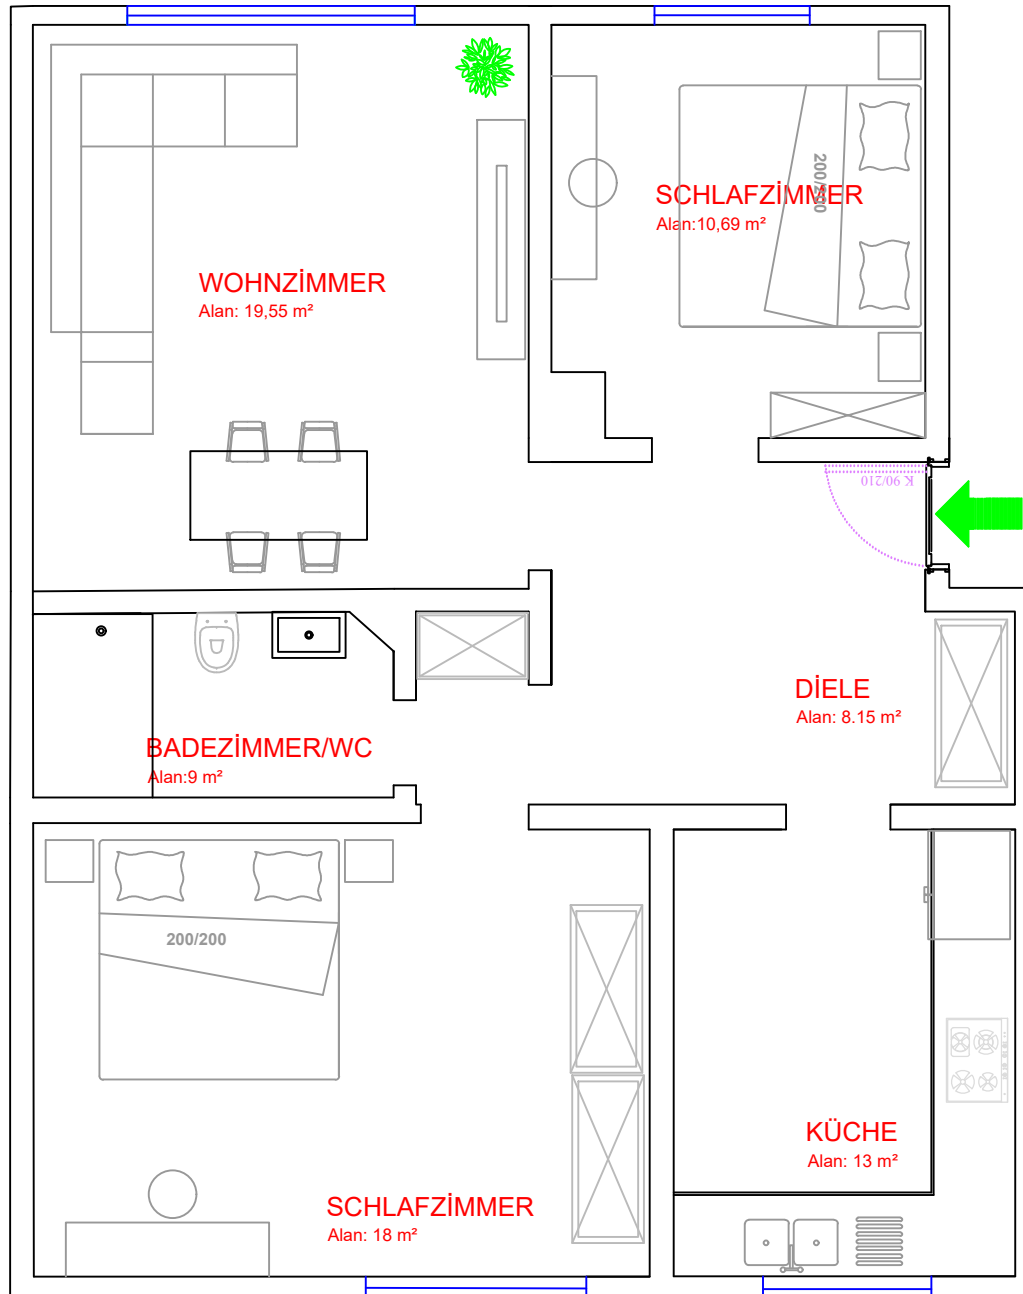 SCHLAFZİMMER
Alan:10,69 m²
200/200
WOHNZİMMER
Alan: 19,55 m²
K 90/210
DİELE
Alan: 8.15 m²
BADEZİMMER/WC
Alan:9 m²
200/200
KÜCHE
Alan: 13 m²
SCHLAFZİMMER
Alan: 18 m²